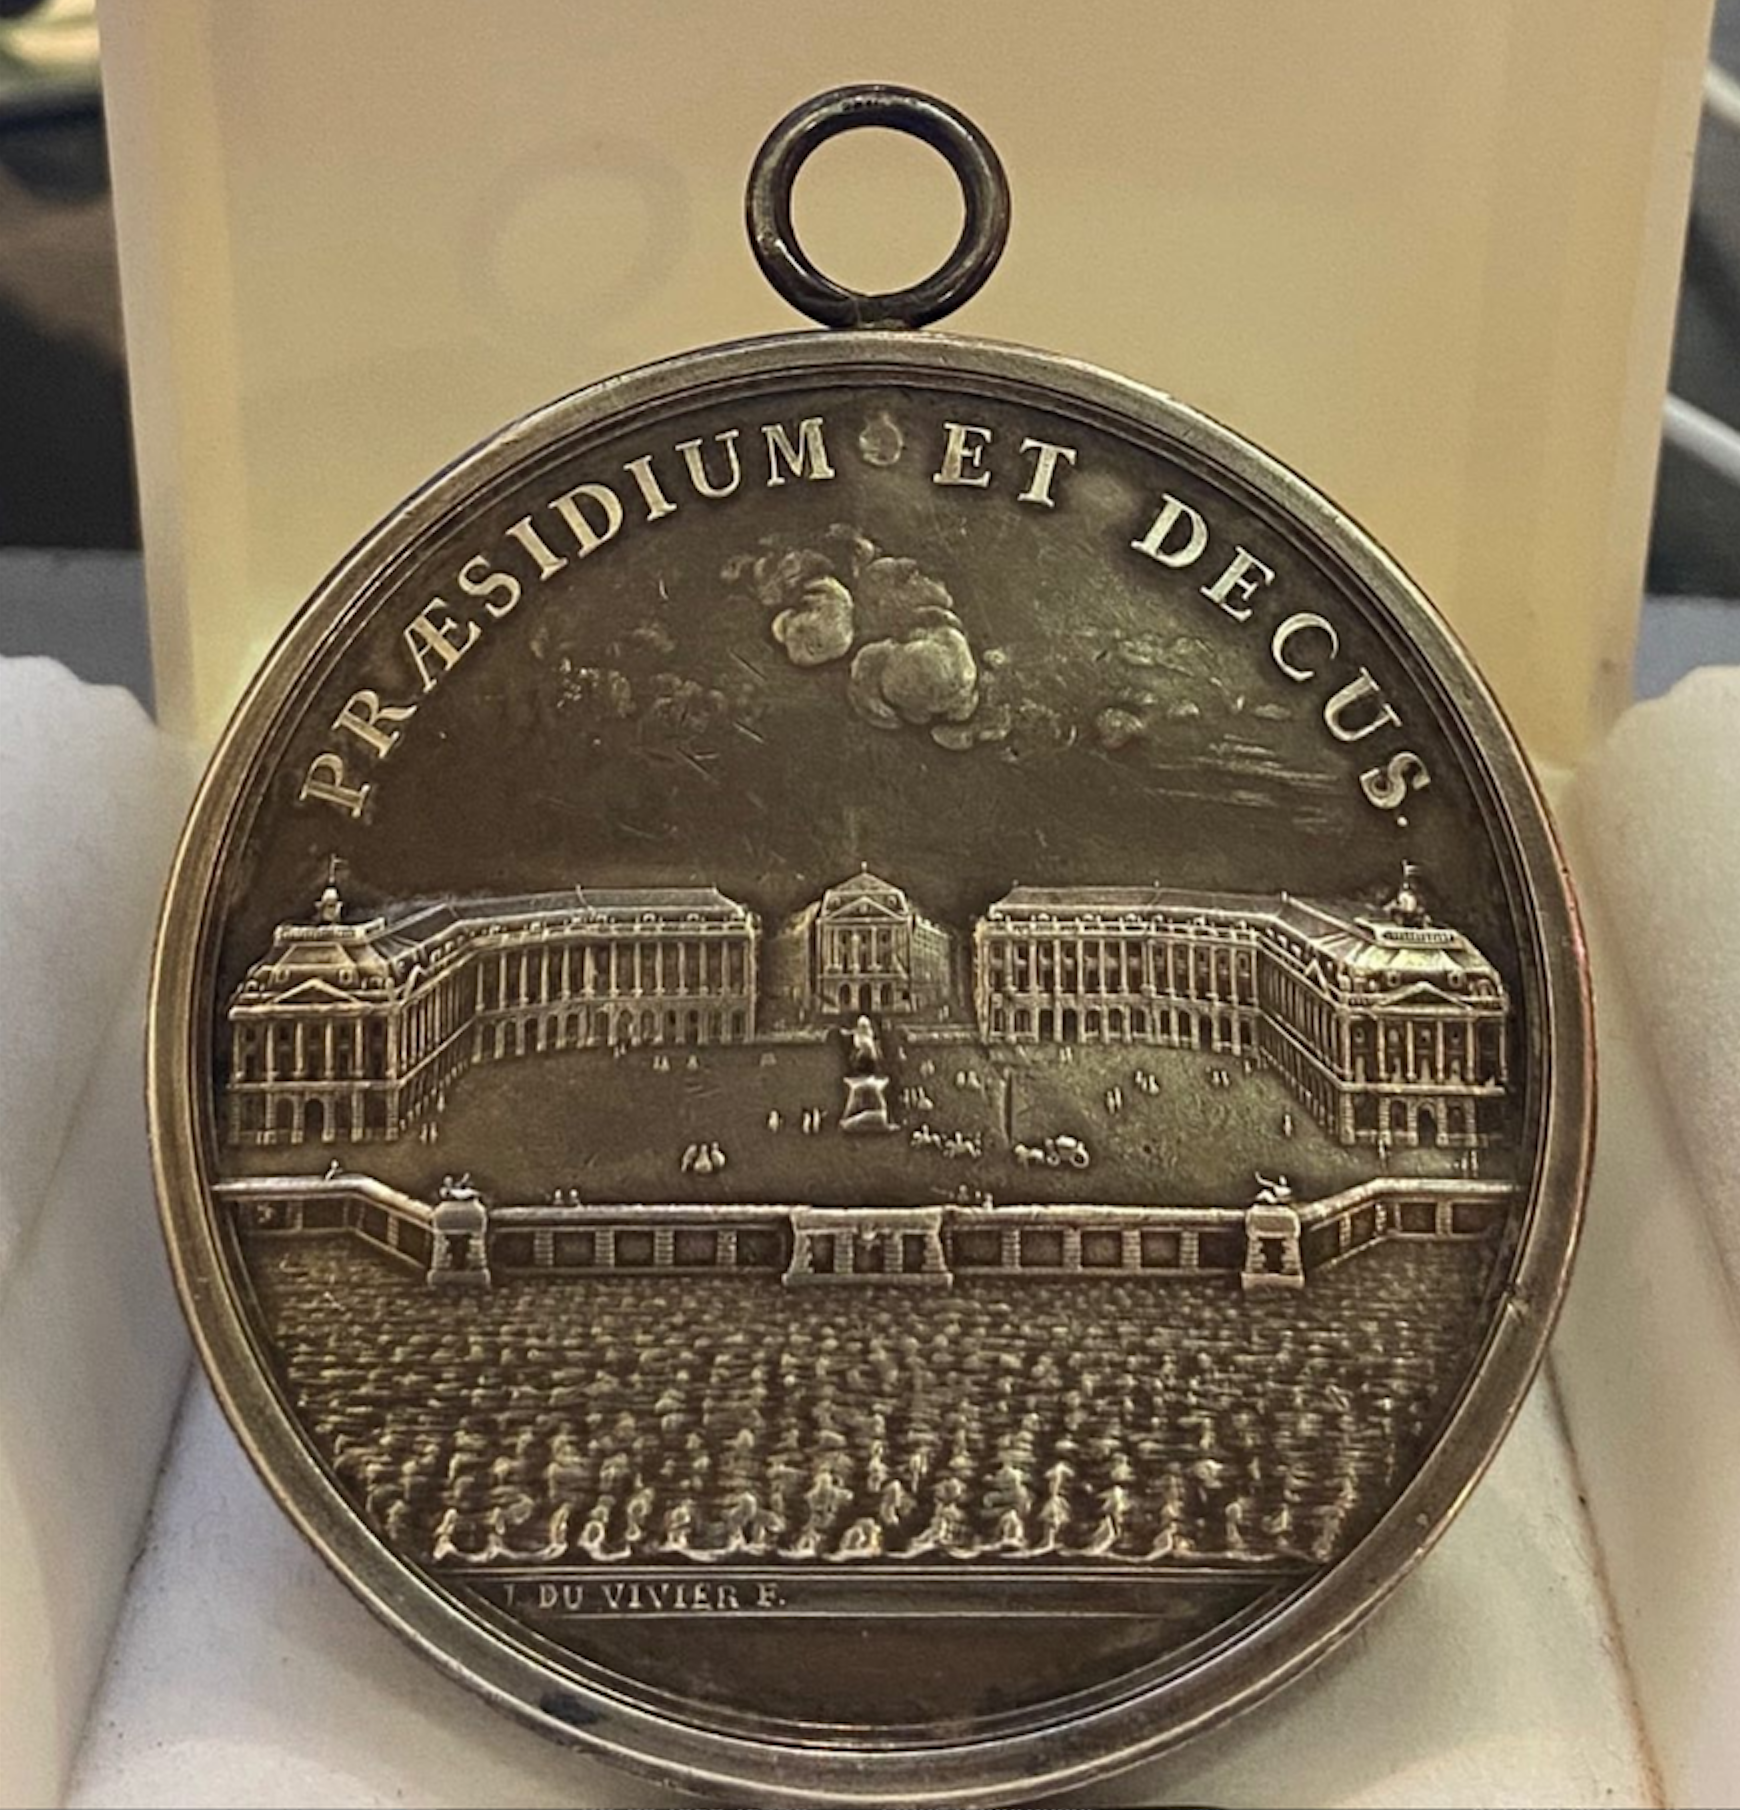 PRÆSIDIUM ET DECUS.
I. DU VIVIER F.